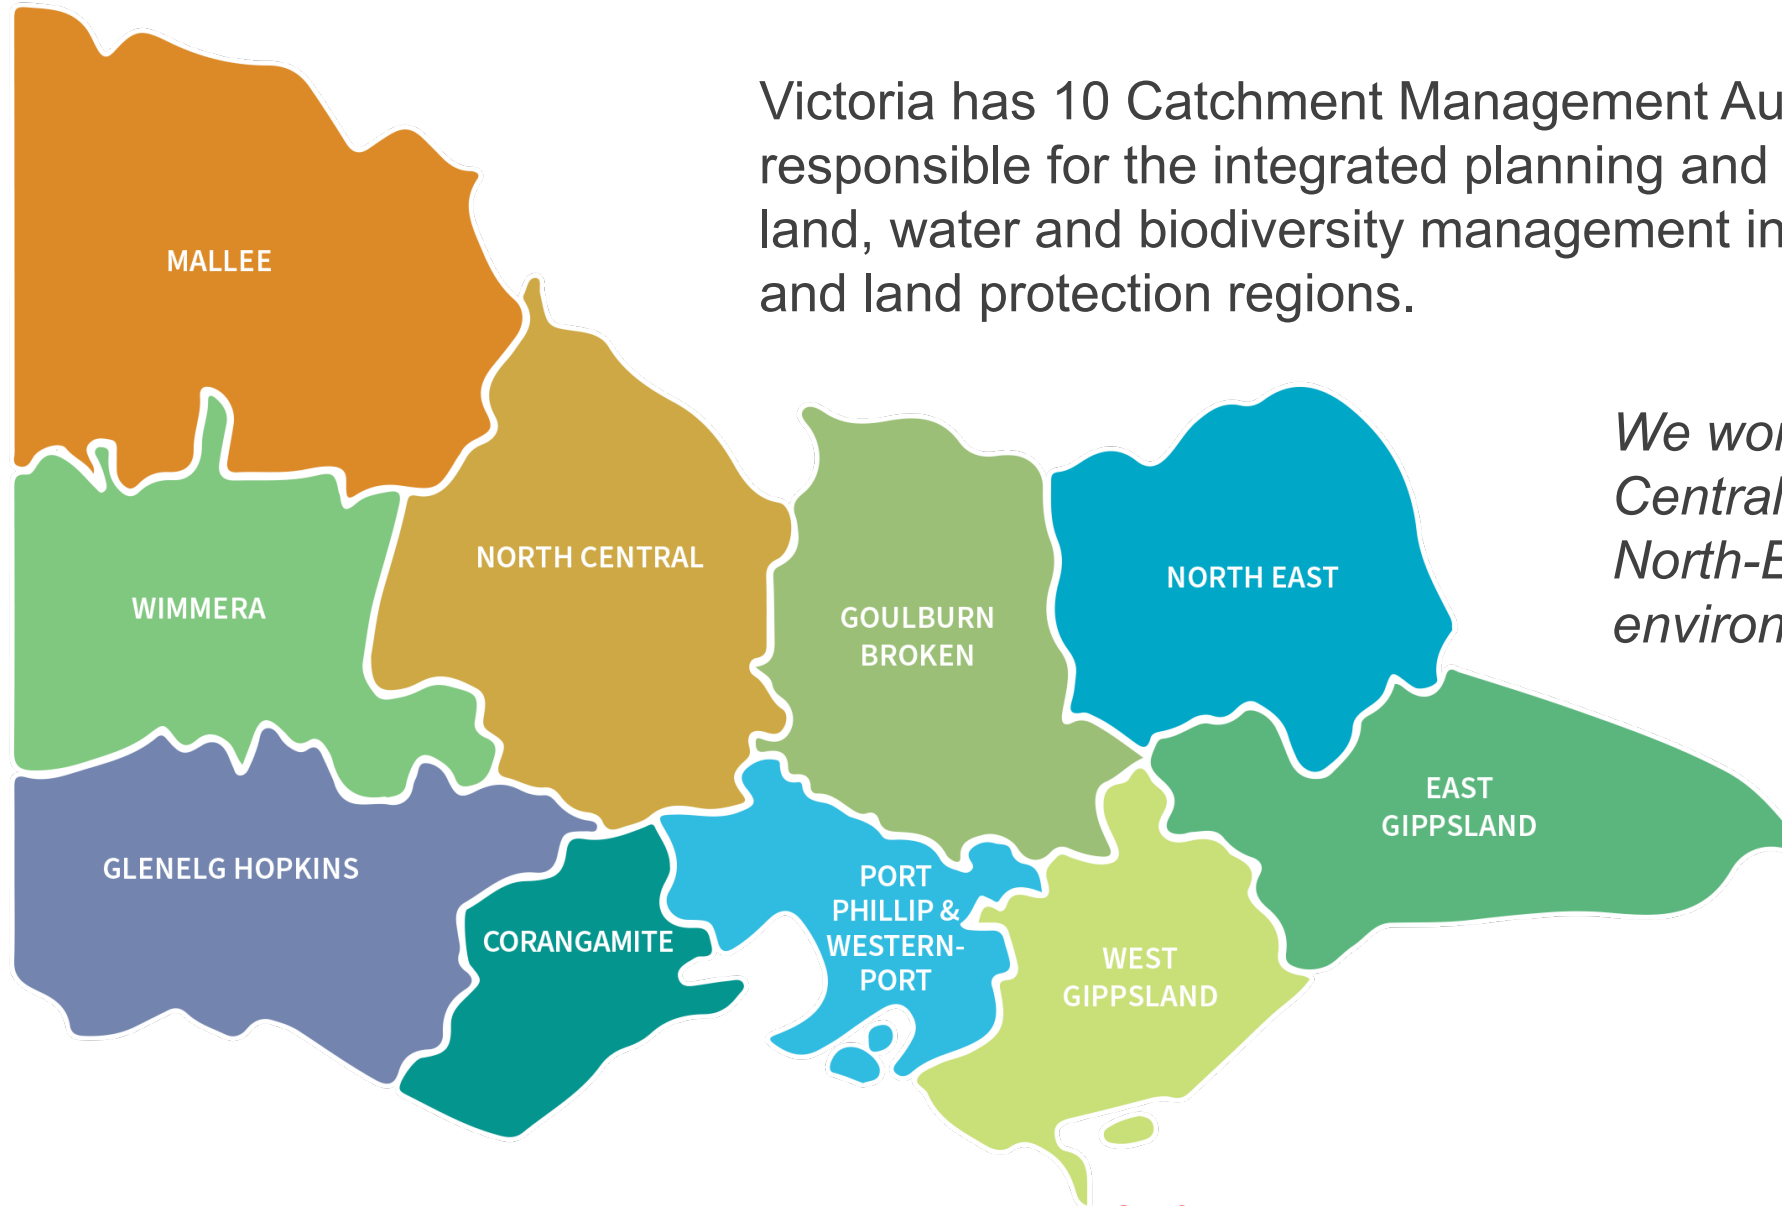 Victoria has 10 Catchment Management Au
responsible for the integrated planning and
land, water and biodiversity management in
and land protection regions.
We wor
Central
North-E
environ
MALLEE
NORTH CENTRAL
WIMMERA
GOULBURN
BROKEN
NORTH EAST
EAST
GIPPSLAND
GLENELG HOPKINS
CORANGAMITE
PORT
PHILLIP &
WESTERN-
PORT
WEST
GIPPSLAND